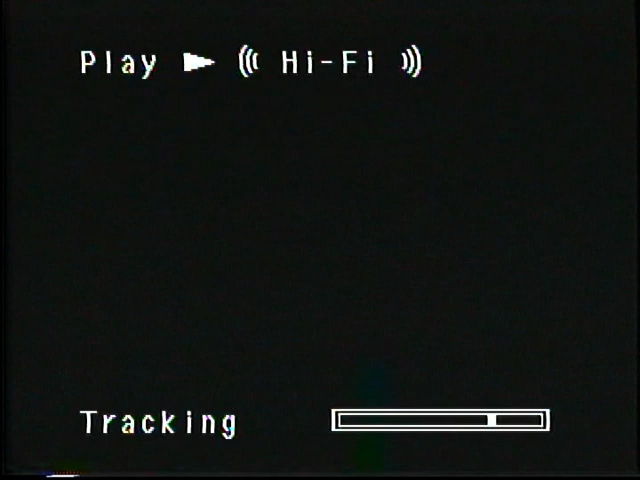 Play ► ((( Hi-Fi )))
Tracking